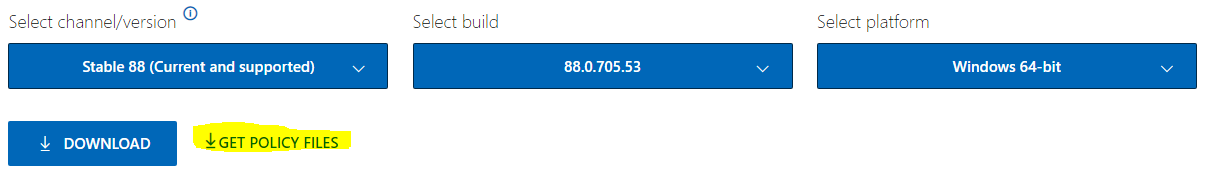 Select channel/version
Select build
Select platform
Stable 88 (Current and supported)
88.0.705.53
Windows 64-bit
DOWNLOAD
GET POLICY FILES